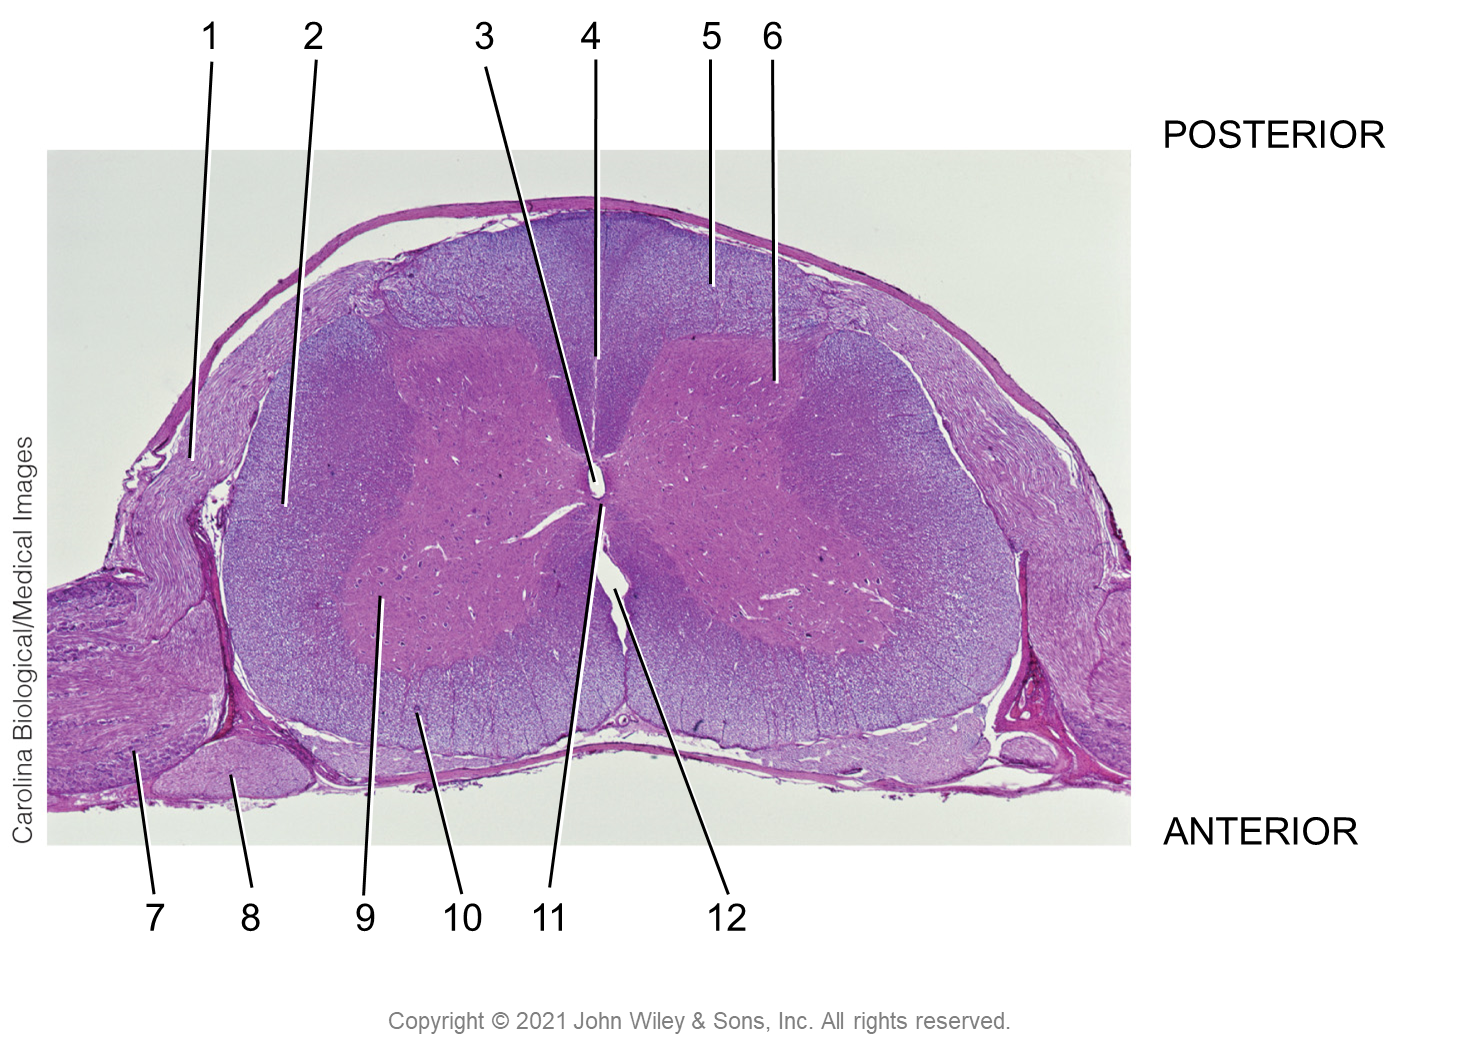 1 2 3 4 5 6
POSTERIOR
Carolina Biological/Medical Images
ANTERIOR
7 8 9 10 11 12
Copyright © 2021 John Wiley & Sons, Inc. All rights reserved.